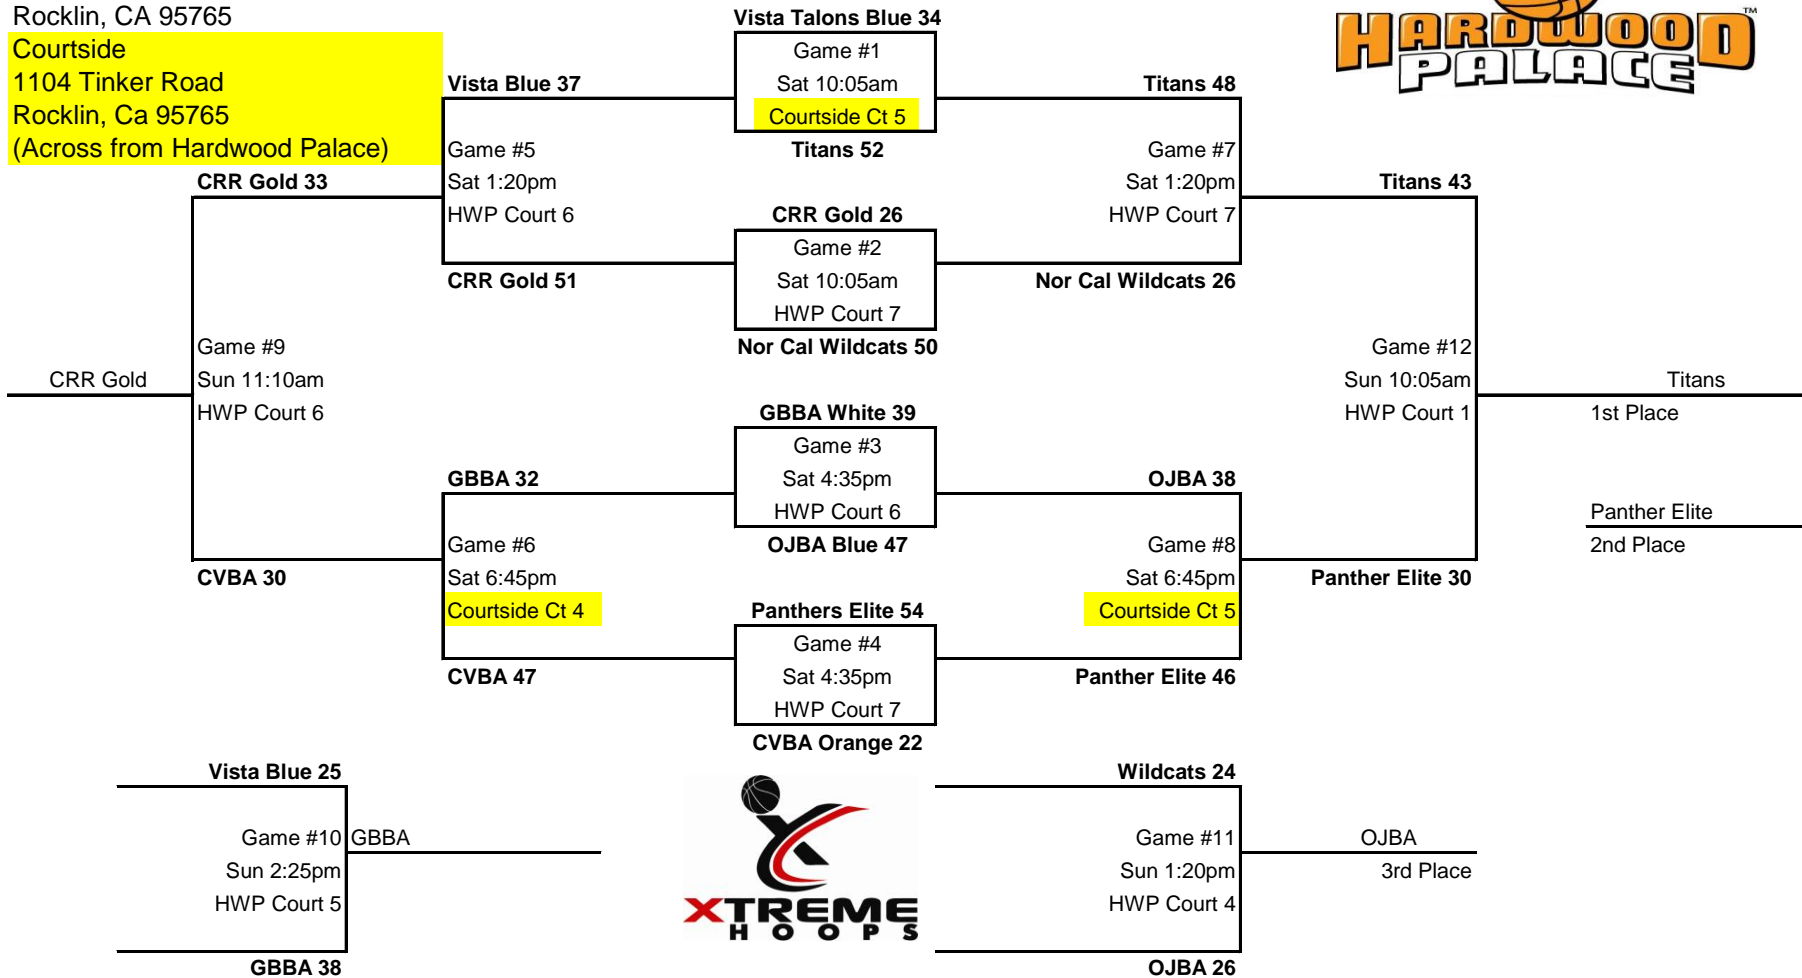 Rocklin, CA 95765
Courtside
1104 Tinker Road
Rocklin, Ca 95765
(Across from Hardwood Palace)
HARDWOOD
PALACE
TM
Vista Talons Blue 34
Game #1
Sat 10:05am
Courtside Ct 5
Titans 52
Vista Blue 37
Game #5
Sat 1:20pm
HWP Court 6
CRR Gold 51
Titans 48
Game #7
Sat 1:20pm
HWP Court 7
Nor Cal Wildcats 26
CRR Gold 26
Game #2
Sat 10:05am
HWP Court 7
Nor Cal Wildcats 50
CRR Gold 33
Game #9
Sun 11:10am
HWP Court 6
CVBA 30
CRR Gold
Titans 43
Game #12
Sun 10:05am
HWP Court 1
Panther Elite 30
Titans
1st Place
Panther Elite
2nd Place
GBBA White 39
Game #3
Sat 4:35pm
HWP Court 6
OJBA Blue 47
GBBA 32
Game #6
Sat 6:45pm
Courtside Ct 4
CVBA 47
OJBA 38
Game #8
Sat 6:45pm
Courtside Ct 5
Panther Elite 46
Panthers Elite 54
Game #4
Sat 4:35pm
HWP Court 7
CVBA Orange 22
Vista Blue 25
Game #10
Sun 2:25pm
HWP Court 5
GBBA 38
GBBA
XTREME
HOOPS
Wildcats 24
Game #11
Sun 1:20pm
HWP Court 4
OJBA 26
OJBA
3rd Place